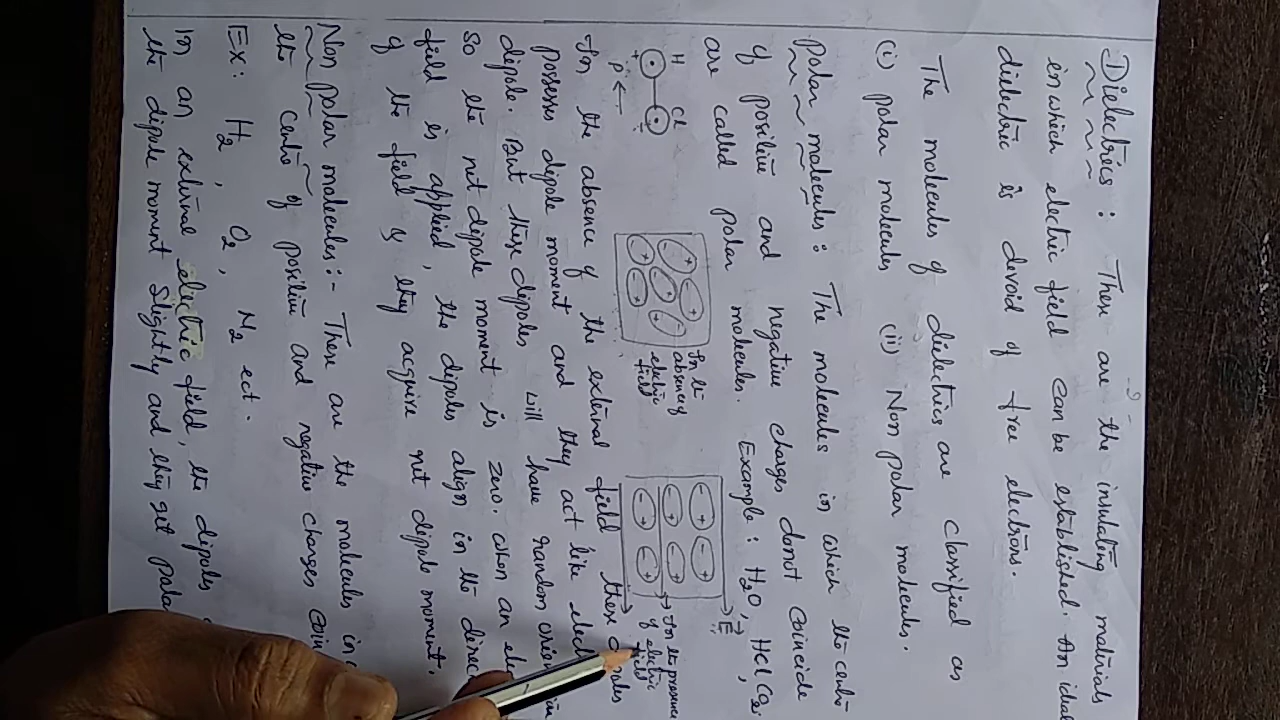 -9-
Dielectrics : These are the insulating materials
in which electric field can be established. An ideal
dielectric is devoid of free electrons.
The molecules of dielectrics are classified as
(i) polar molecules (ii) Non polar molecules.
Polar molecules : The molecules in which the centre
of positive and negative charges donot coincide
are called polar molecules. Example : H2O, HCl,
H Cl
+ -
P ←
In the
absence of
electric
field
→ E
→ In the presence
of electric
field
In the absence of the external field these dipoles
possess dipole moment and they act like
dipole. But these dipoles will have random
So the net dipole moment is zero. When an
field is applied, the dipoles align in the
of the field & they acquire net dipole moment.
Non polar molecules:- These are the molecules in
the centre of positive and negative charges
Ex: H2, O2, N2 ect.
In an external electric field, the dipoles
the dipole moment slightly and they get